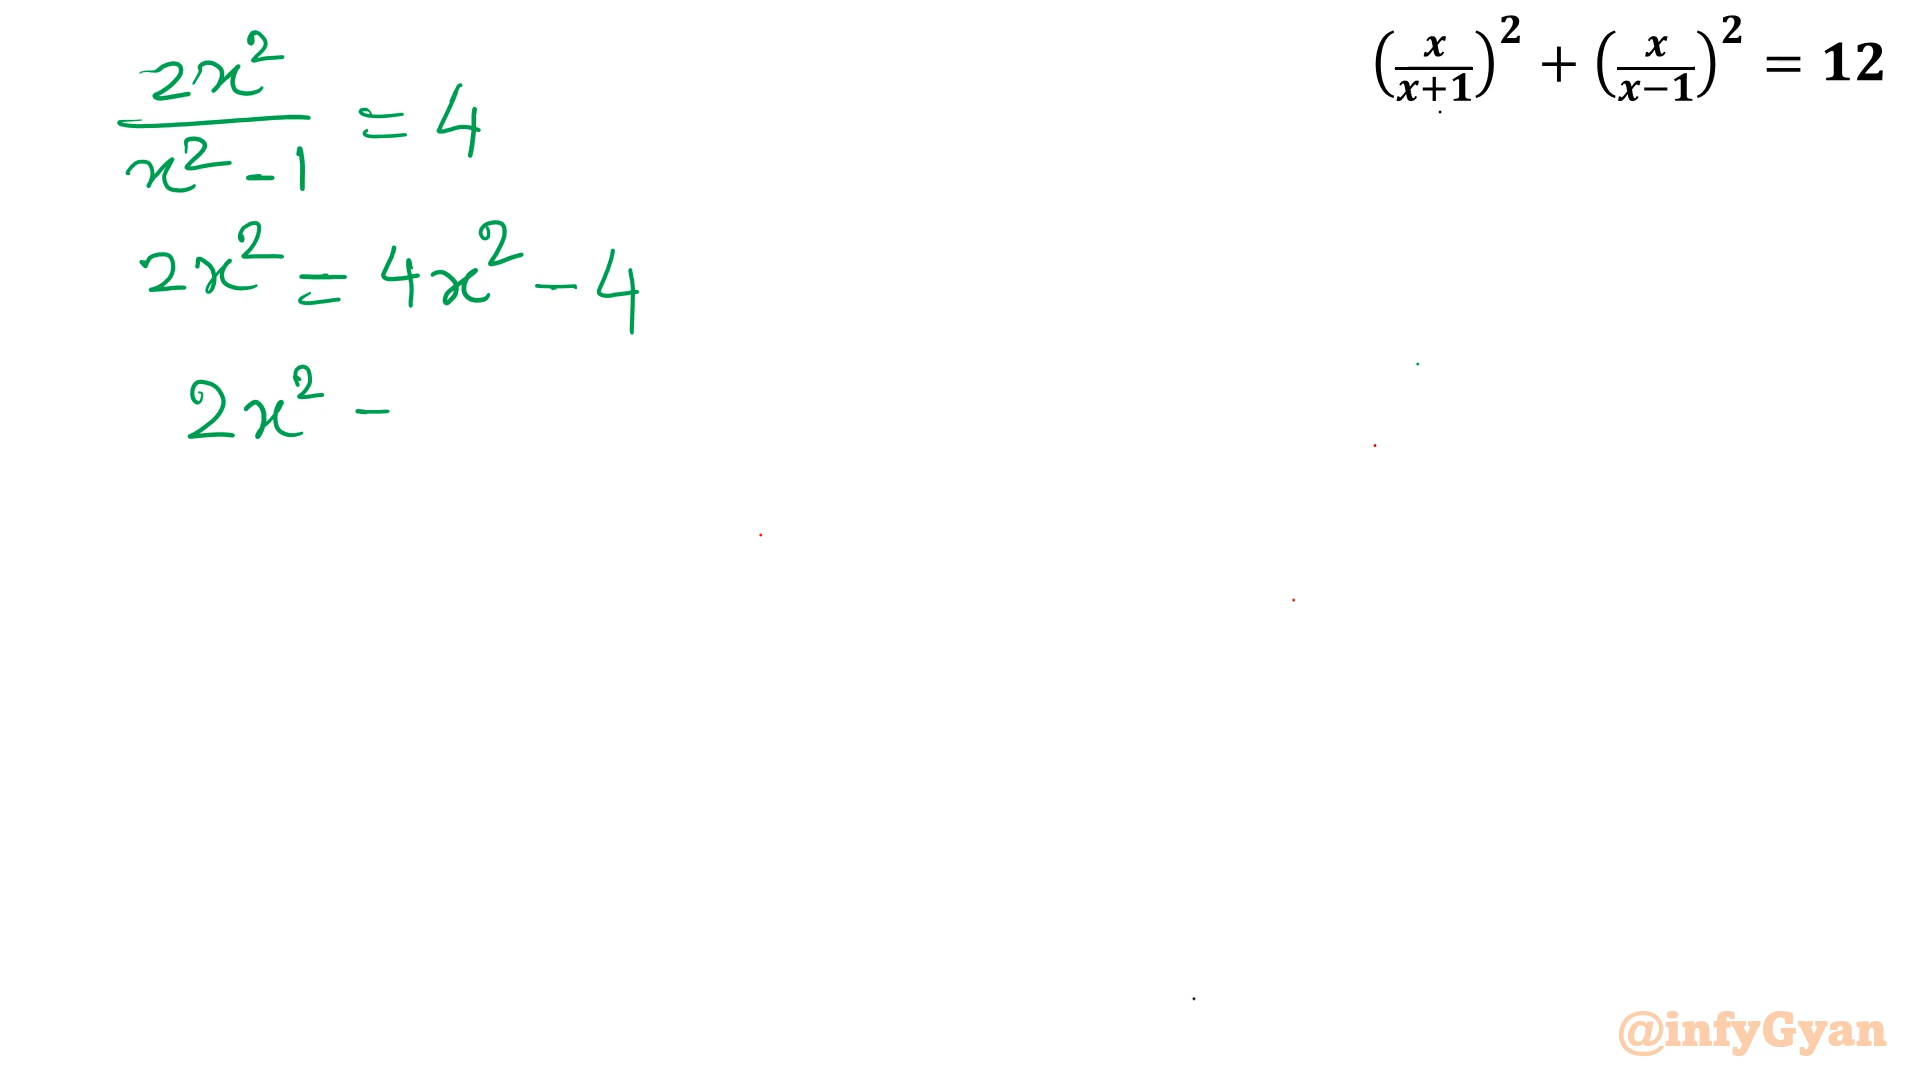 (x/(x+1))² + (x/(x−1))² = 12
2x²/(x² - 1) = 4
2x² = 4x² - 4
2x² -
@infyGyan